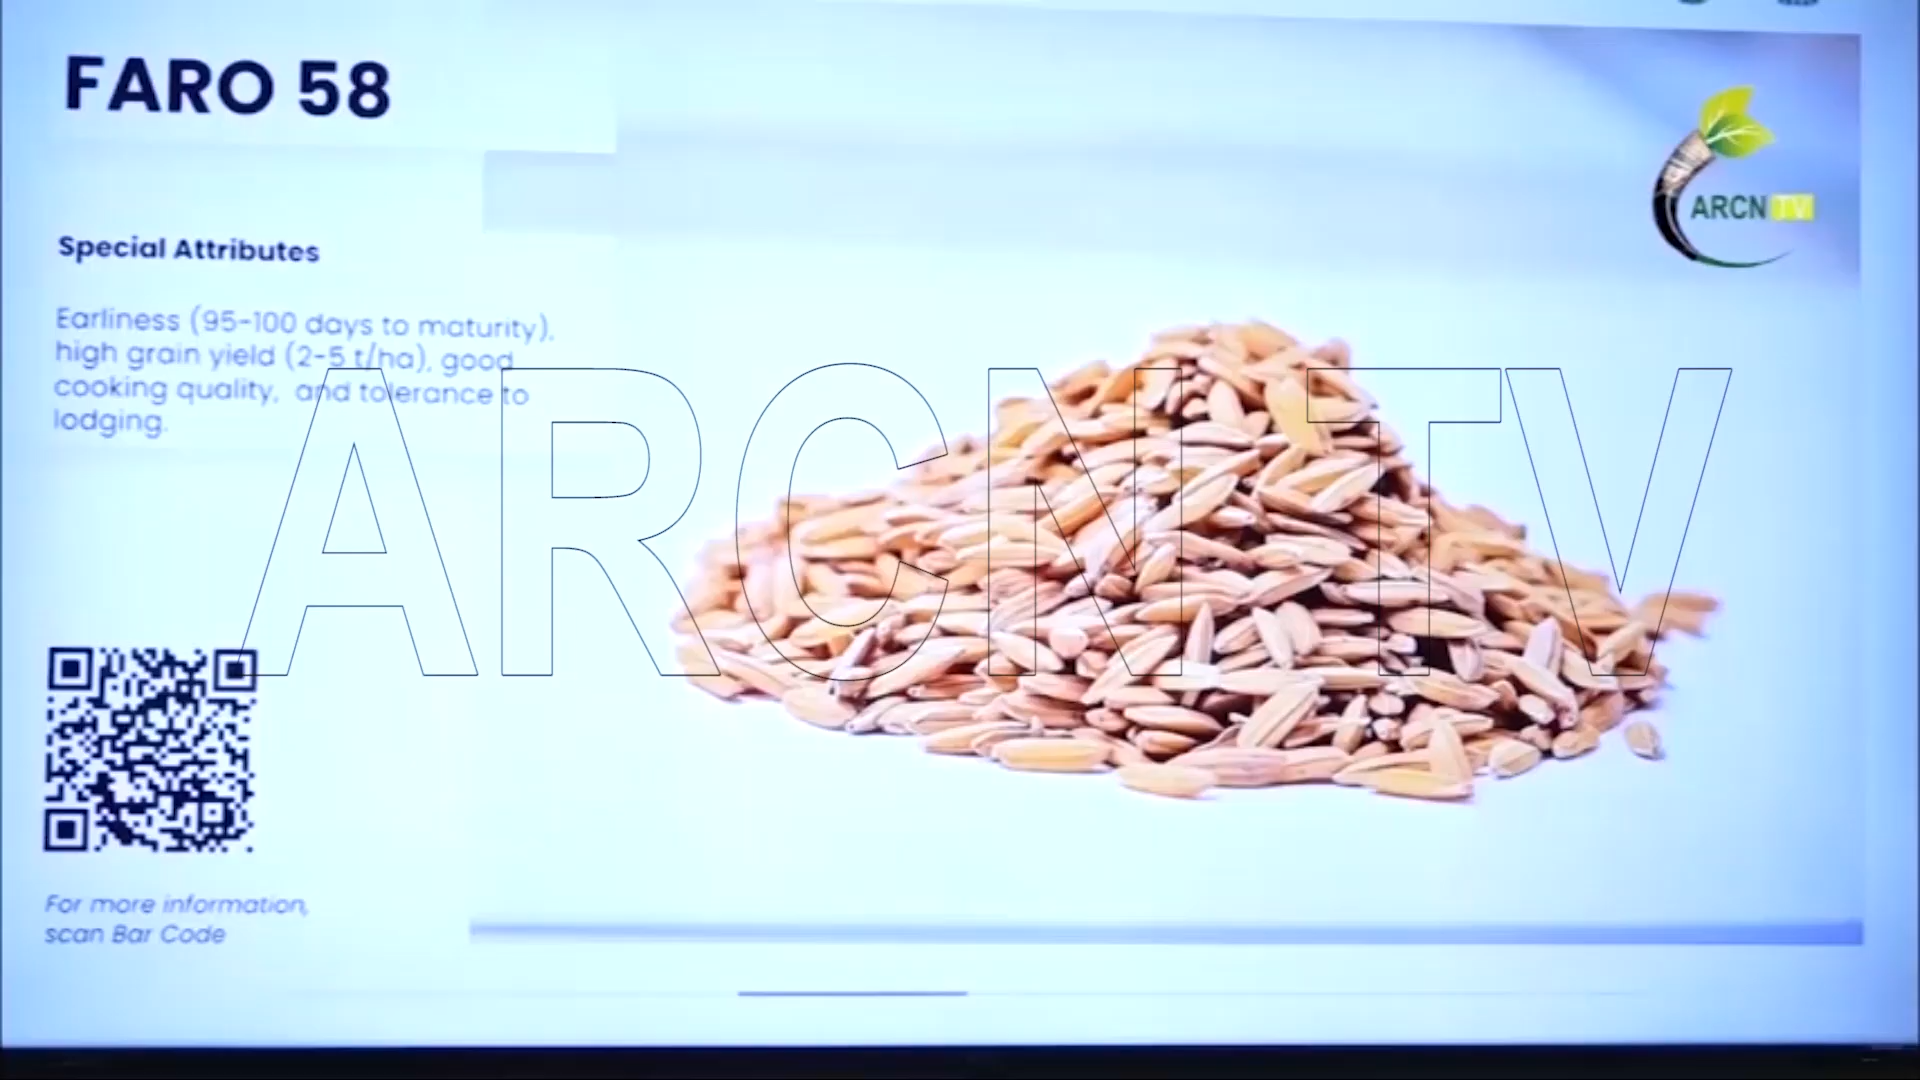 FARO 58
ARCN TV
Special Attributes
Earliness (95-100 days to maturity),
high grain yield (2-5 t/ha), good
cooking quality, and tolerance to
lodging.
ARCN TV
For more information,
scan Bar Code